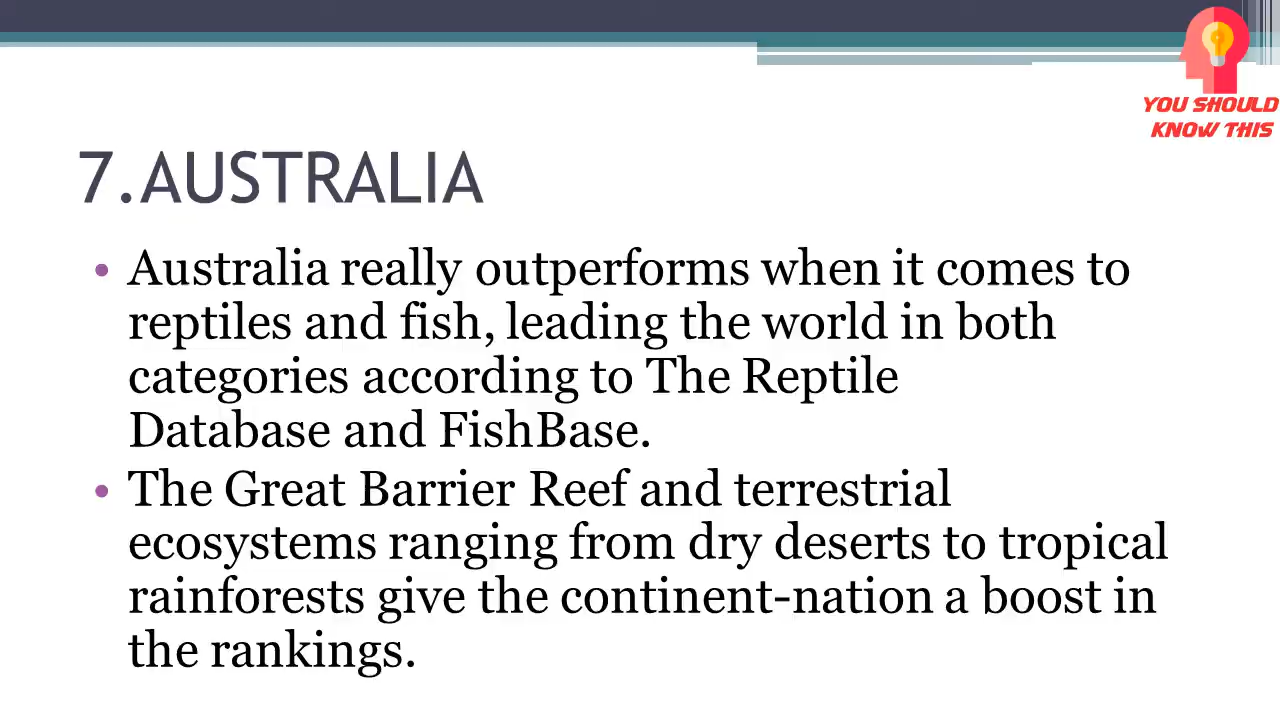 YOU SHOULD
KNOW THIS
7.AUSTRALIA
• Australia really outperforms when it comes to
reptiles and fish, leading the world in both
categories according to The Reptile
Database and FishBase.
• The Great Barrier Reef and terrestrial
ecosystems ranging from dry deserts to tropical
rainforests give the continent-nation a boost in
the rankings.